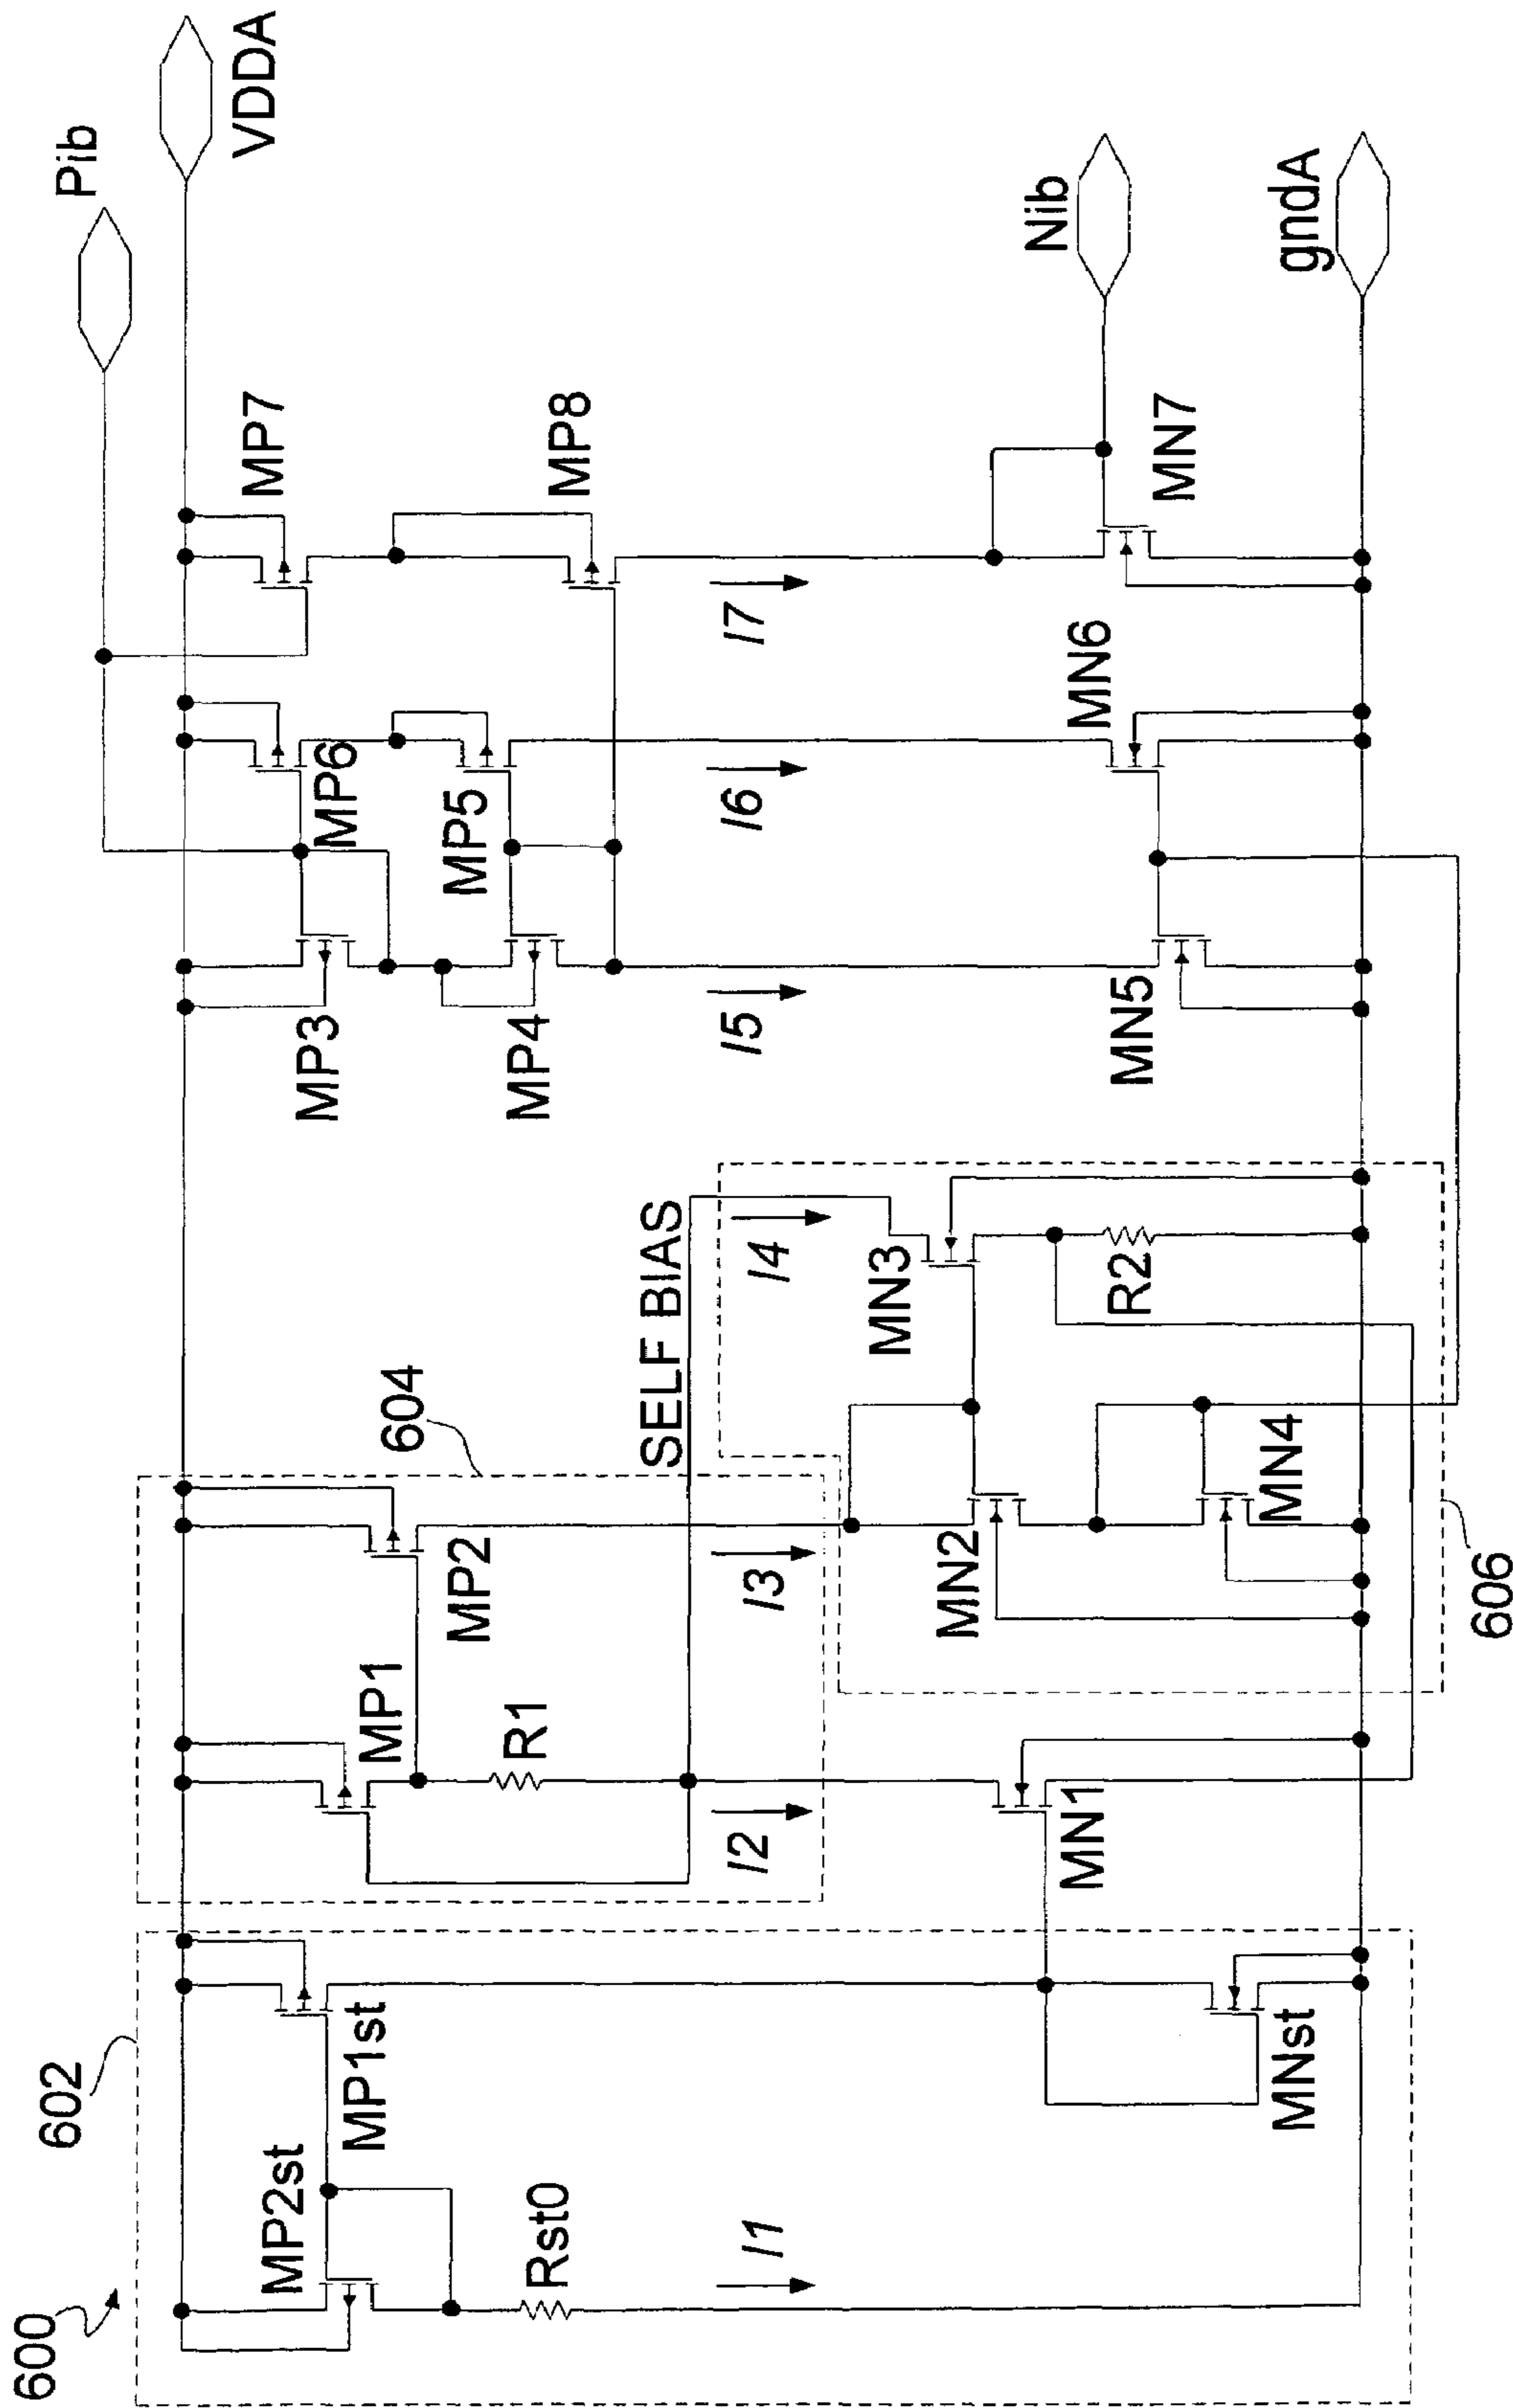 600
602
MP2st
MP1st
Rst0
I1
MNst
604
MP1
MP2
R1
I2
I3
SELF BIAS
MN1
MN2
MN4
MN3
I4
R2
606
MP3
MP4
MP6
MP5
I5
I6
MN5
MN6
MP7
MP8
I7
MN7
Pib
VDDA
Nib
gndA